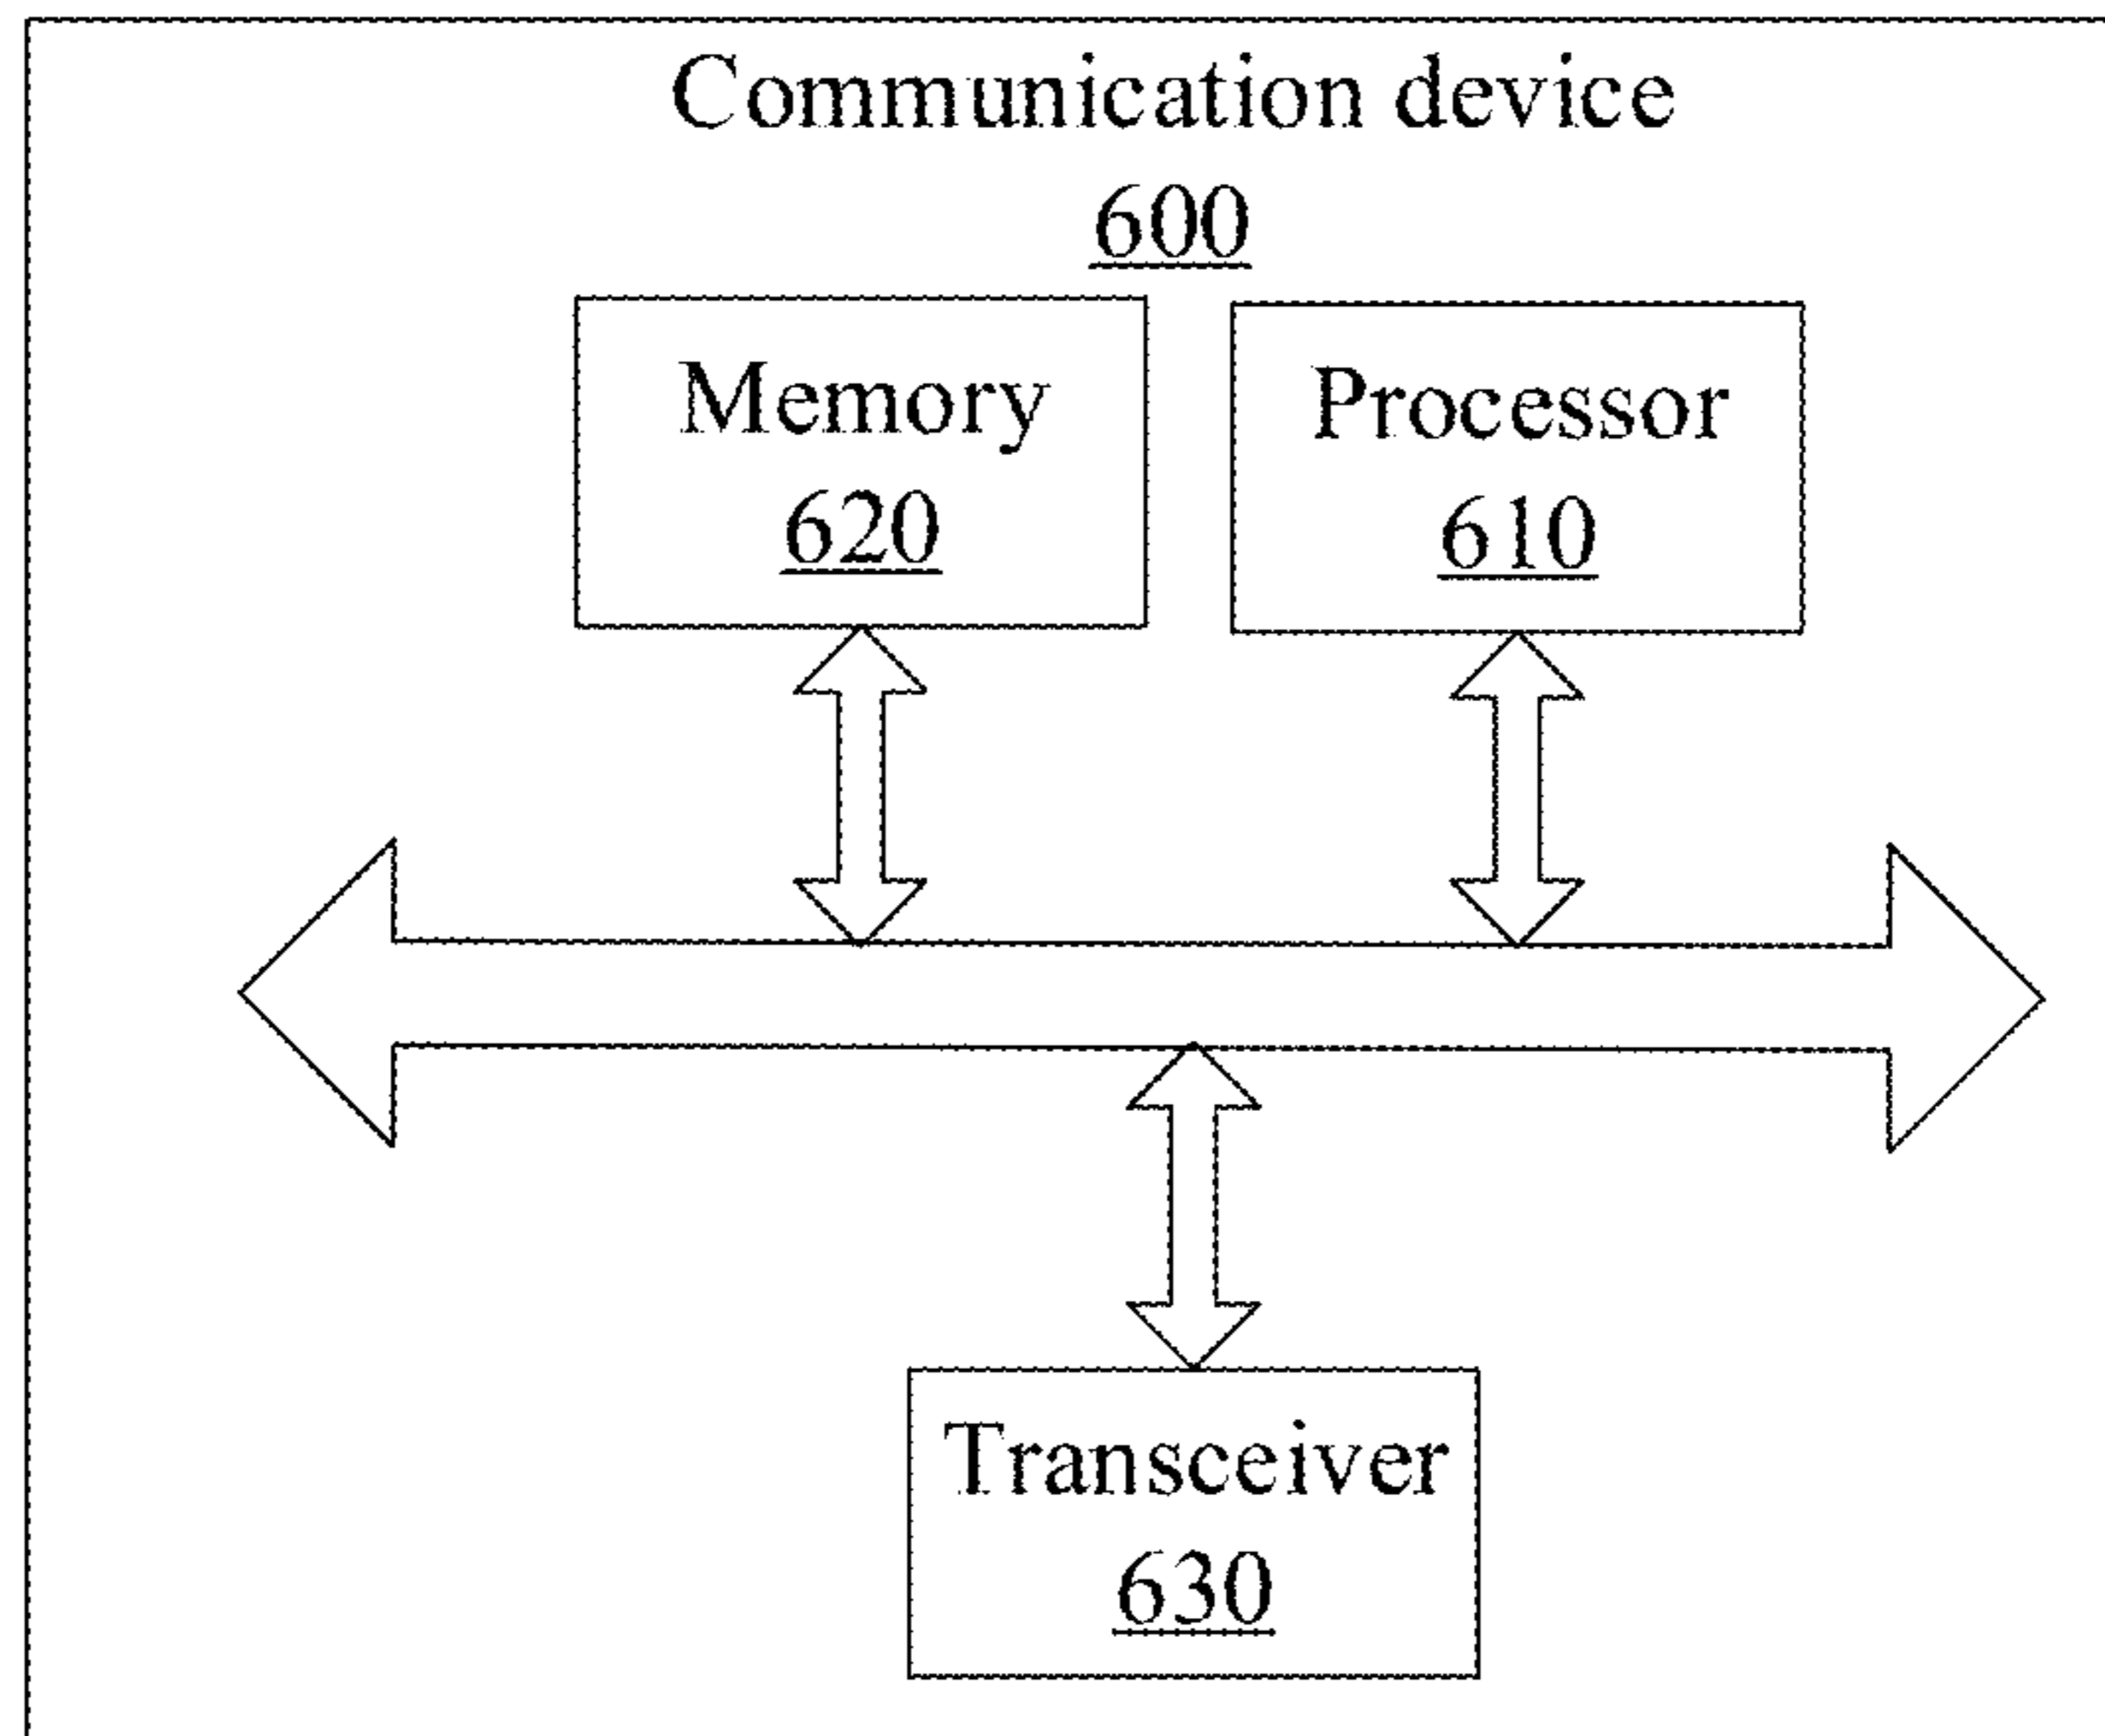 Communication device
600
Memory
620
Processor
610
Transceiver
630